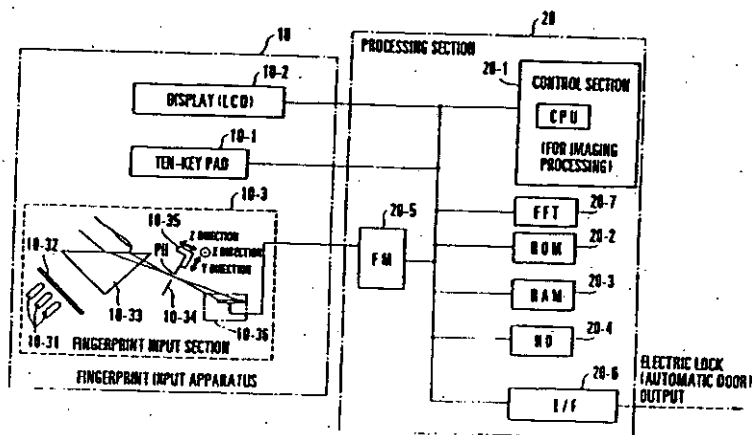 10
DISPLAY (LCD)
10-2
TEN-KEY PAD
10-1
10-3
10-35
10-32
PH
Z DIRECTION
X DIRECTION
Y DIRECTION
10-33
10-34
10-31
10-36
FINGERPRINT INPUT SECTION
FINGERPRINT INPUT APPARATUS
PROCESSING SECTION
20
20-1
CONTROL SECTION
CPU
(FOR IMAGING
PROCESSING)
20-5
FM
FFT
20-7
ROM
20-2
RAM
20-3
HD
20-4
20-6
I/F
ELECTRIC LOCK
(AUTOMATIC DOOR)
OUTPUT